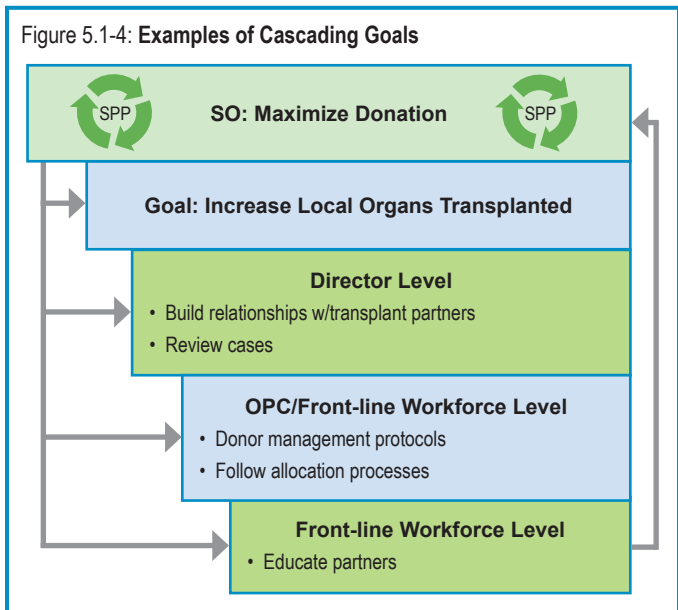 Figure 5.1-4: Examples of Cascading Goals
SPP
SO: Maximize Donation
SPP
Goal: Increase Local Organs Transplanted
Director Level
• Build relationships w/transplant partners
• Review cases
OPC/Front-line Workforce Level
• Donor management protocols
• Follow allocation processes
Front-line Workforce Level
• Educate partners